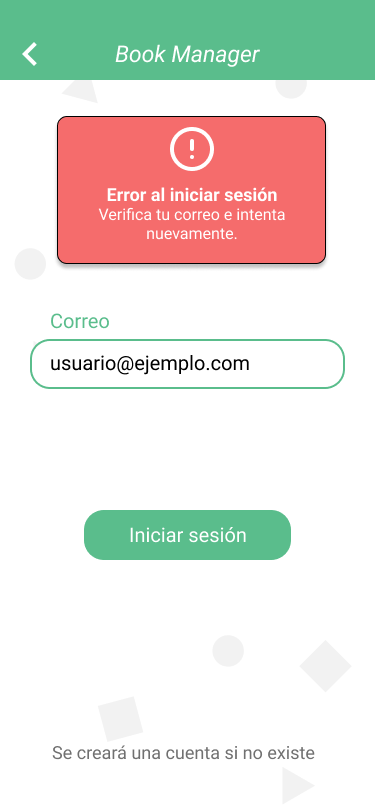 Book Manager
Error al iniciar sesión
Verifica tu correo e intenta
nuevamente.
Correo
usuario@ejemplo.com
Iniciar sesión
Se creará una cuenta si no existe